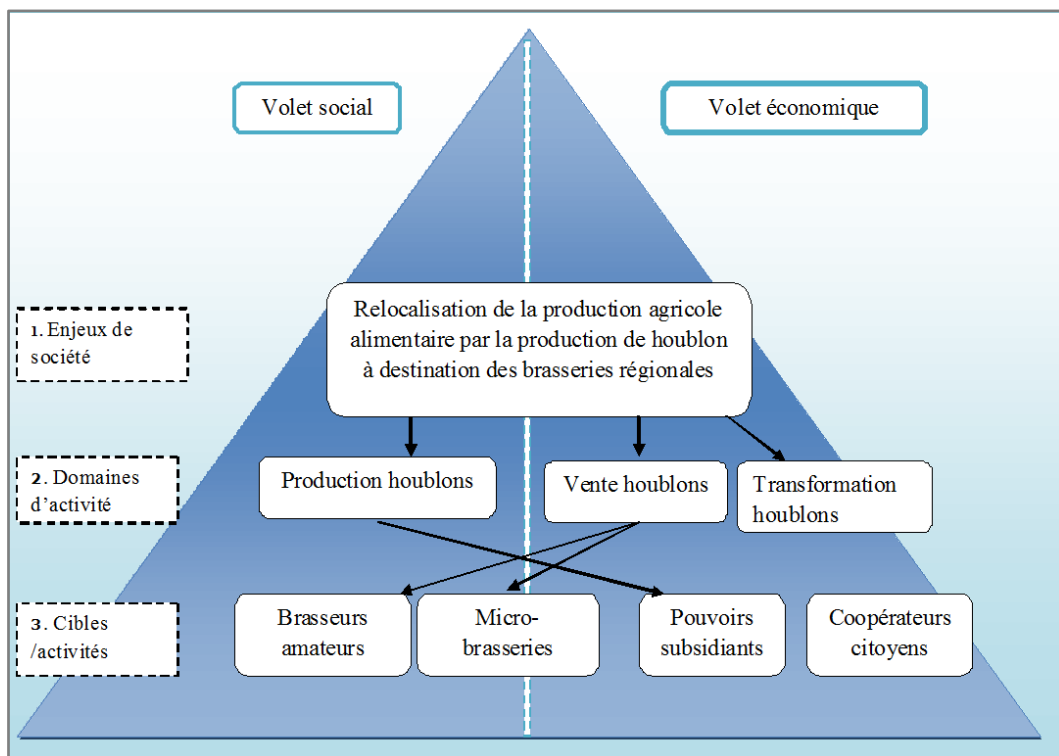 Volet social
Volet économique
1. Enjeux de
société
Relocalisation de la production agricole
alimentaire par la production de houblon
à destination des brasseries régionales
2. Domaines
d'activité
Production houblons
Vente houblons
Transformation
houblons
3. Cibles
/activités
Brasseurs
amateurs
Micro-
brasseries
Pouvoirs
subsidiants
Coopérateurs
citoyens